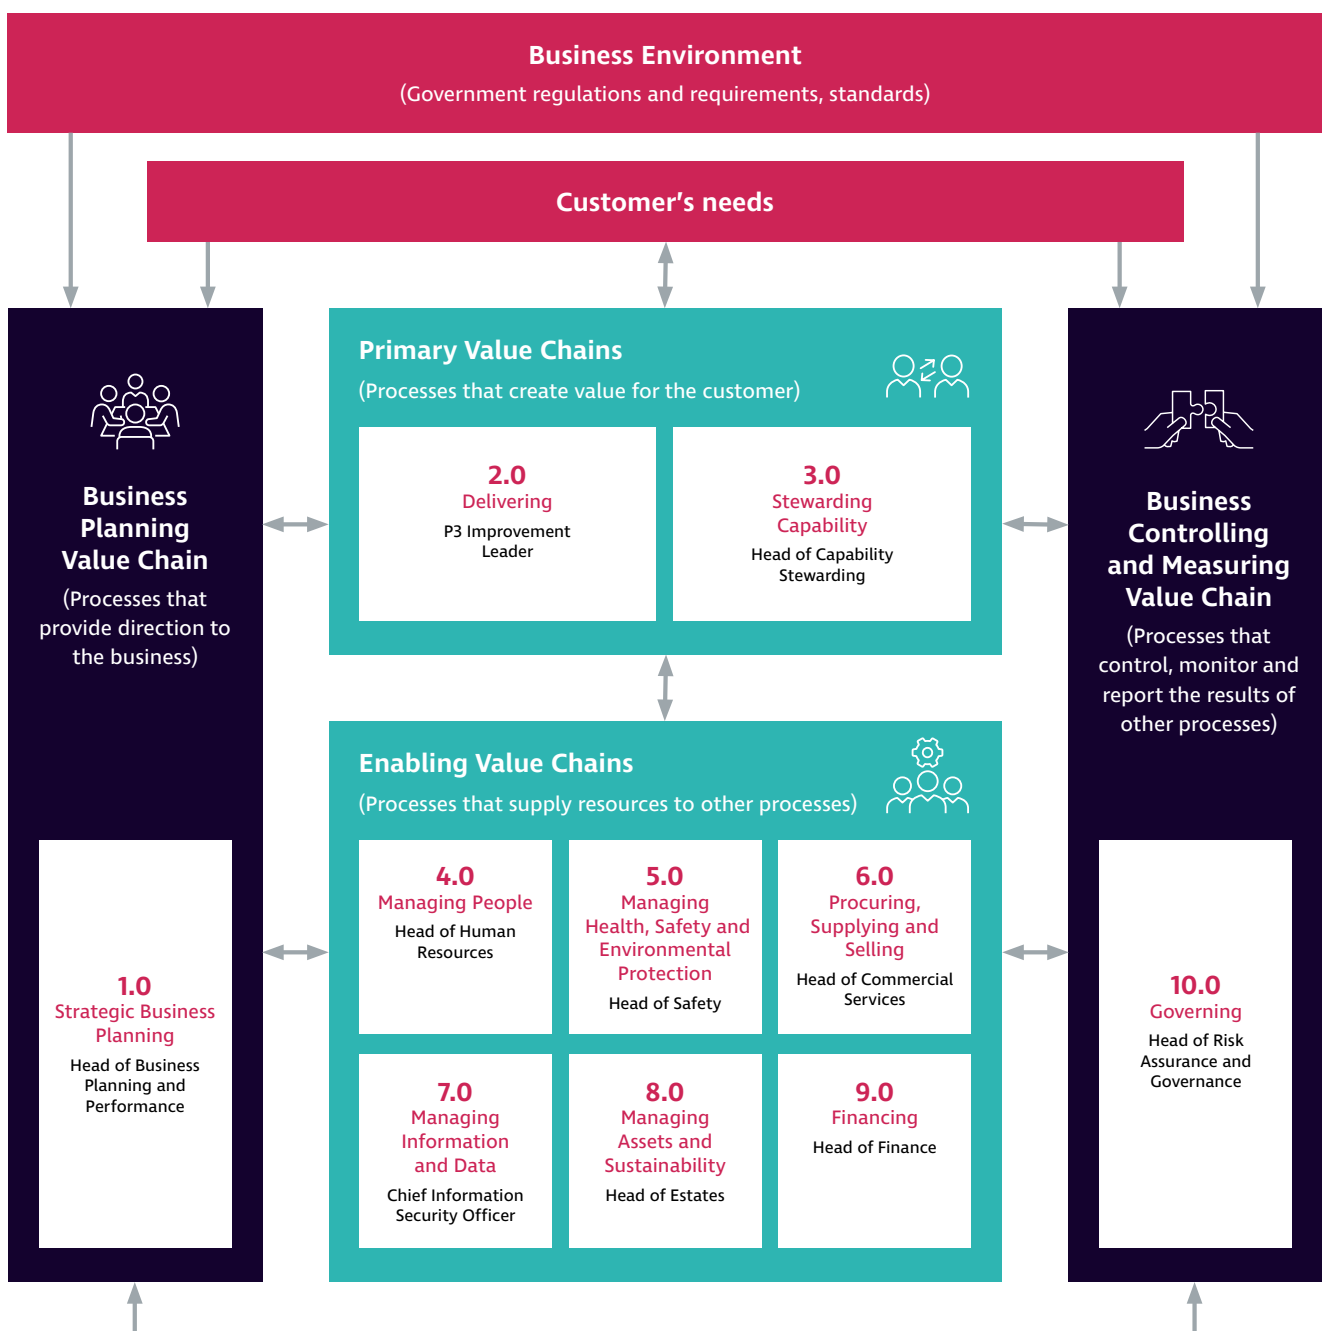 Business Environment
(Government regulations and requirements, standards)
Customer’s needs
Business
Planning
Value Chain
(Processes that
provide direction to
the business)
1.0
Strategic Business
Planning
Head of Business
Planning and
Performance
Primary Value Chains
(Processes that create value for the customer)
2.0
Delivering
P3 Improvement
Leader
3.0
Stewarding
Capability
Head of Capability
Stewarding
Enabling Value Chains
(Processes that supply resources to other processes)
4.0
Managing People
Head of Human
Resources
5.0
Managing
Health, Safety and
Environmental
Protection
Head of Safety
6.0
Procuring,
Supplying and
Selling
Head of Commercial
Services
7.0
Managing
Information
and Data
Chief Information
Security Officer
8.0
Managing
Assets and
Sustainability
Head of Estates
9.0
Financing
Head of Finance
Business
Controlling
and Measuring
Value Chain
(Processes that
control, monitor and
report the results of
other processes)
10.0
Governing
Head of Risk
Assurance and
Governance